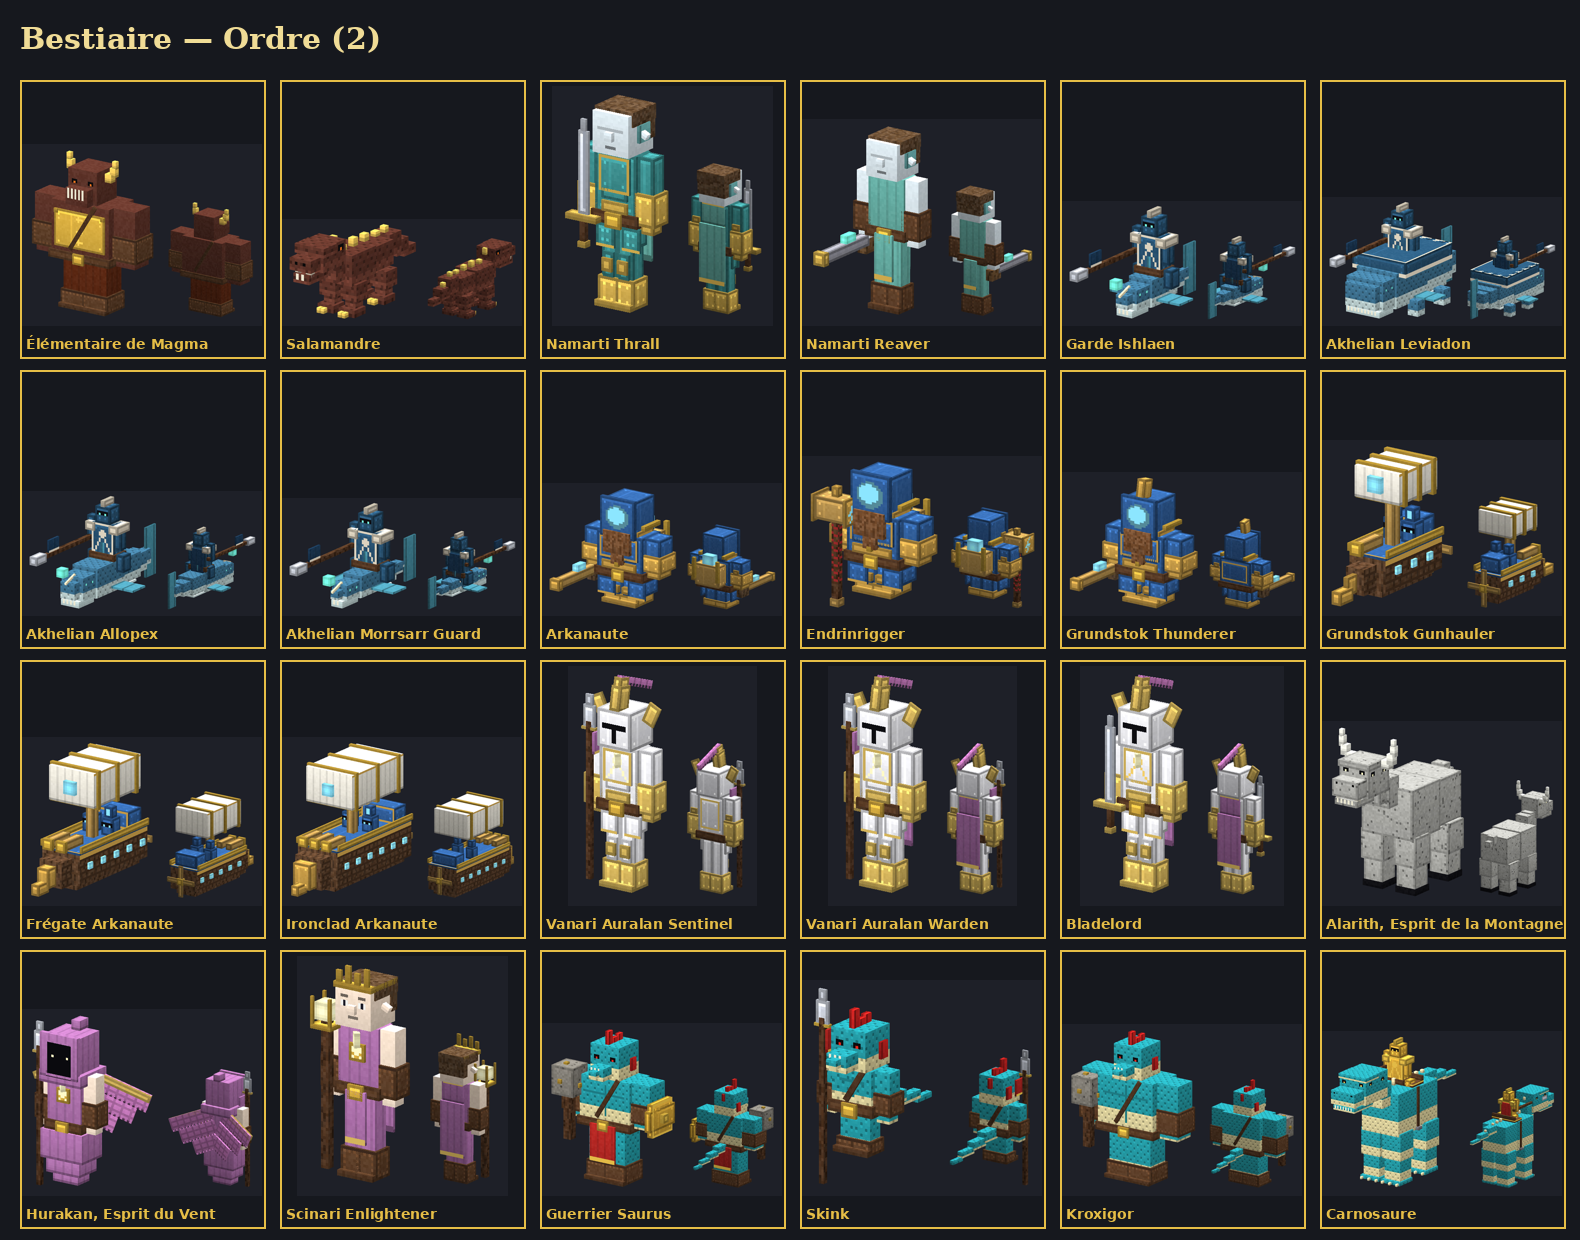 Bestiaire — Ordre (2)
Élémentaire de Magma
Salamandre
Namarti Thrall
Namarti Reaver
Garde Ishlaen
Akhelian Leviadon
Akhelian Allopex
Akhelian Morrsarr Guard
Arkanaute
Endrinrigger
Grundstok Thunderer
Grundstok Gunhauler
Frégate Arkanaute
Ironclad Arkanaute
Vanari Auralan Sentinel
Vanari Auralan Warden
Bladelord
Alarith, Esprit de la Montagne
Hurakan, Esprit du Vent
Scinari Enlightener
Guerrier Saurus
Skink
Kroxigor
Carnosaure